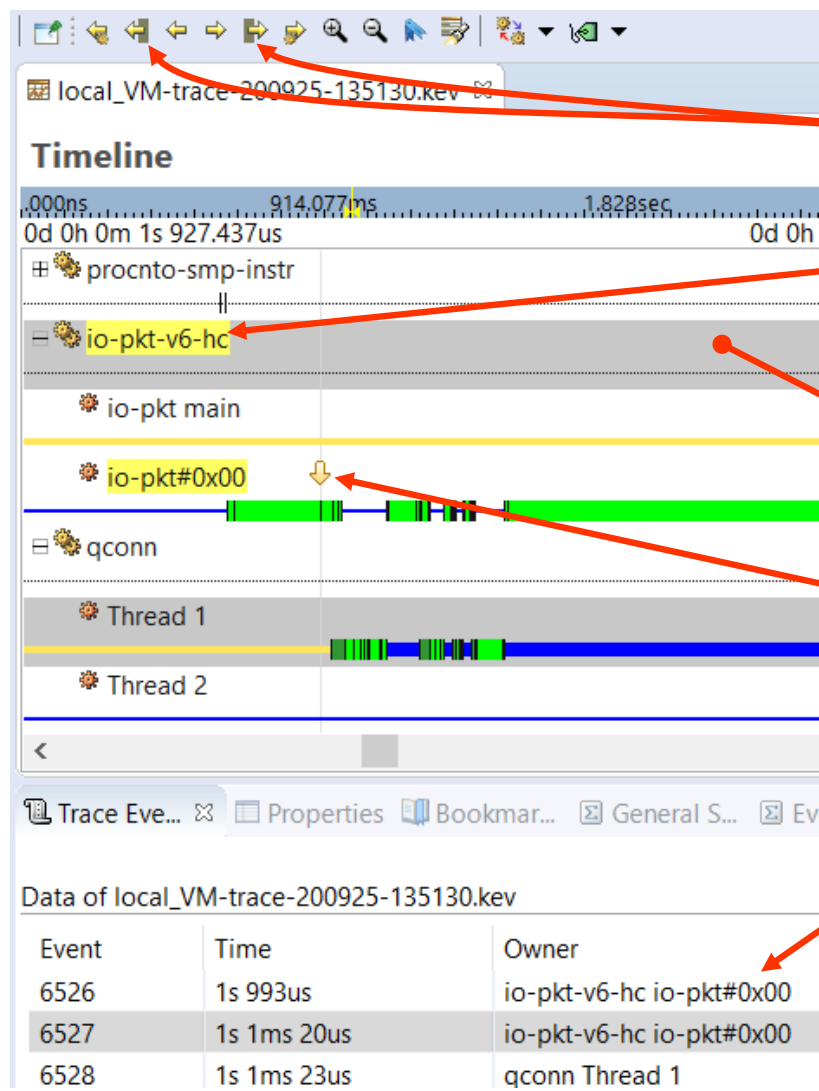 local_VM-trace-200925-135130.kev
Timeline
.000ns 914.077ms 1.828sec
0d 0h 0m 1s 927.437us 0d 0h
procnto-smp-instr
io-pkt-v6-hc
io-pkt main
io-pkt#0x00
qconn
Thread 1
Thread 2
Trace Eve... Properties Bookmar... General S... Ev
Data of local_VM-trace-200925-135130.kev
Event Time Owner
6526 1s 993us io-pkt-v6-hc io-pkt#0x00
6527 1s 1ms 20us io-pkt-v6-hc io-pkt#0x00
6528 1s 1ms 23us qconn Thread 1